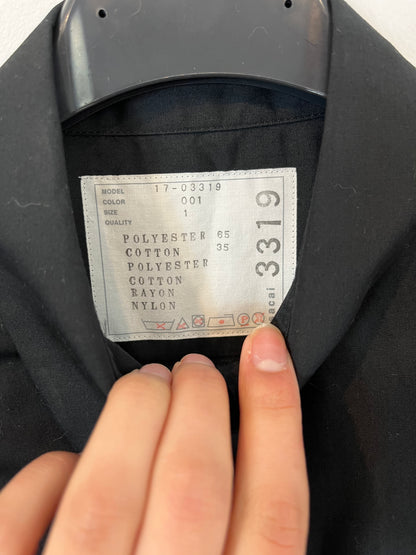 MODEL 17-03319
COLOR 001
SIZE 1
QUALITY
POLYESTER 65
COTTON 35
POLYESTER
COTTON
RAYON
NYLON
3319
sacai